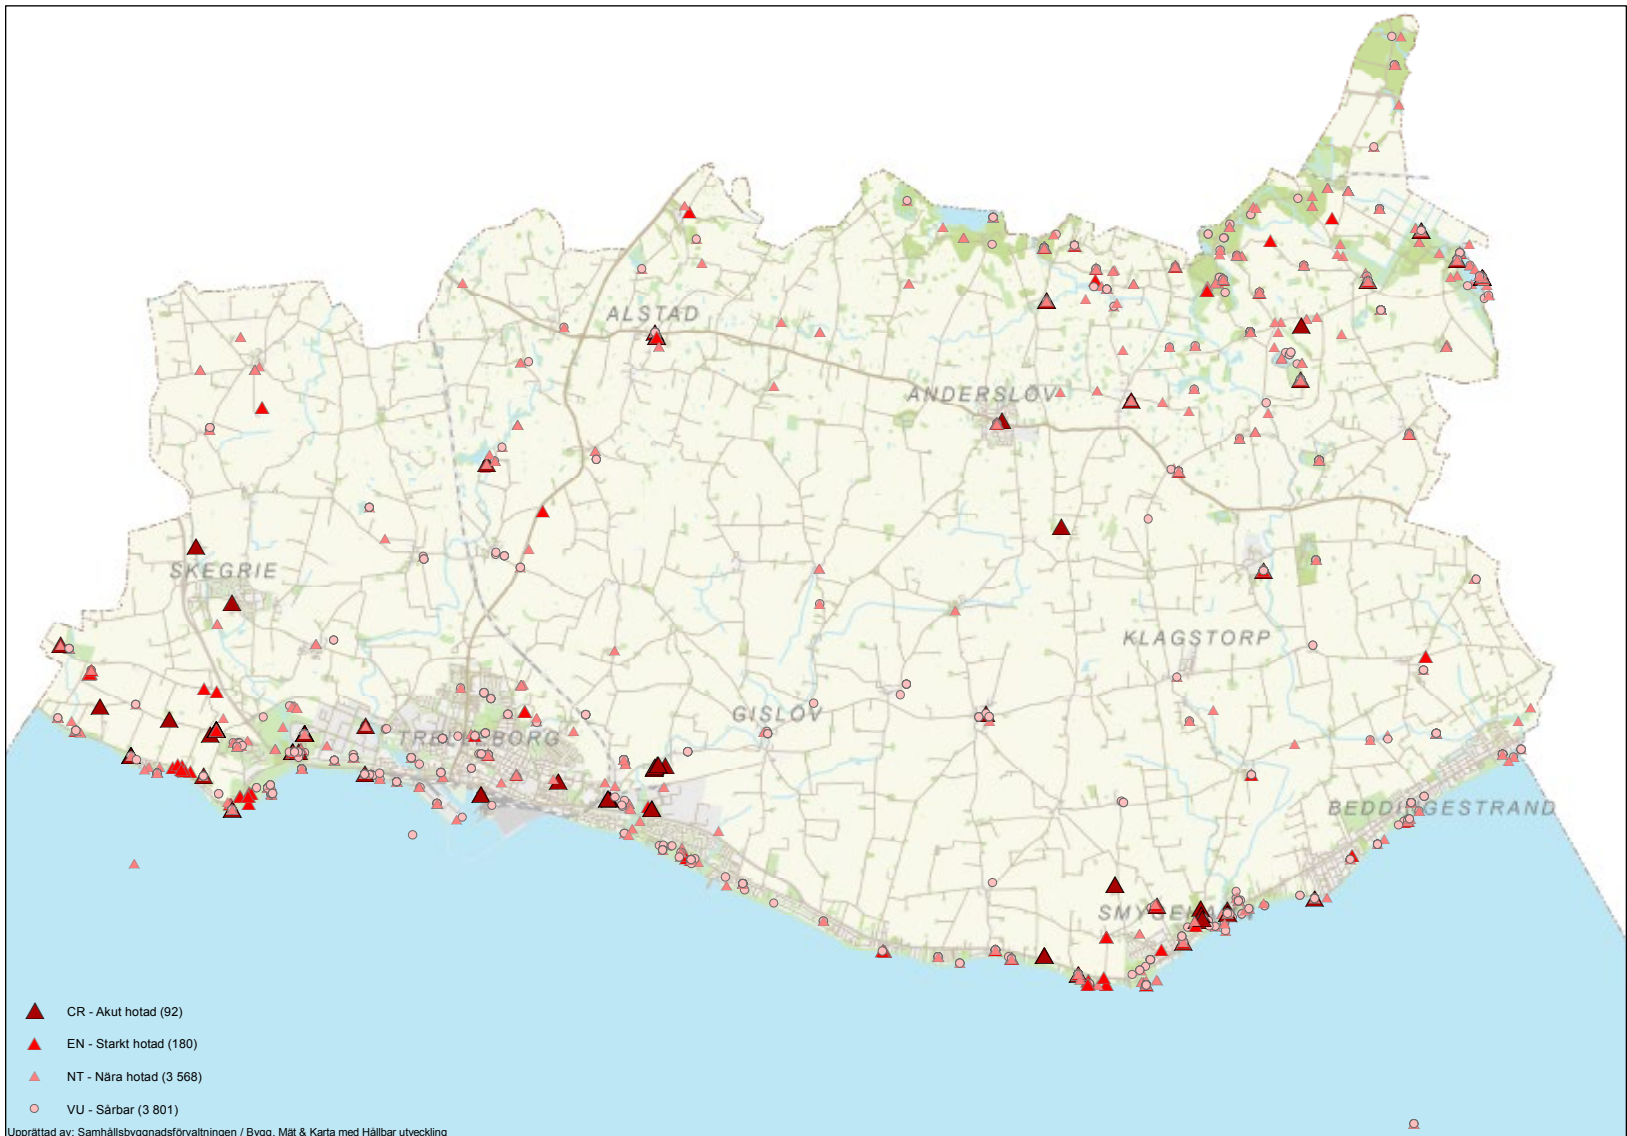 ALSTAD
ANDERSLÖV
SKEGRIE
KLAGSTORP
GISLÖV
TRELLEBORG
BEDDINGESTRAND
SMYGEHAMN
CR - Akut hotad (92)
EN - Starkt hotad (180)
NT - Nära hotad (3 568)
VU - Sårbar (3 801)
Upprättad av: Samhällsbyggnadsförvaltningen / Bygg, Mät & Karta med Hållbar utveckling